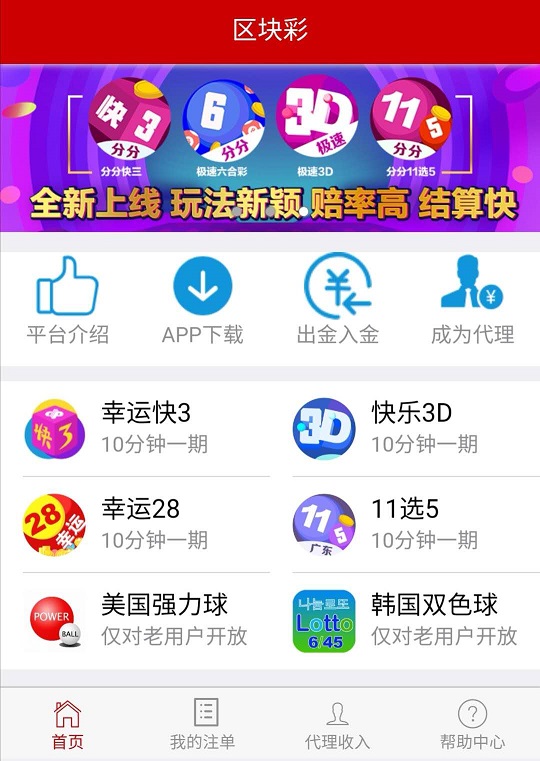 区块彩
快3
分分
6
分分
3D
极速
11
5
分分
分分快三
极速六合彩
极速3D
分分11选5
全新上线 玩法新颖 赔率高 结算快
平台介绍
APP下载
出金入金
成为代理
快3
幸运快3
10分钟一期
3D
快乐3D
10分钟一期
28
幸运
幸运28
10分钟一期
11
5
广东
11选5
10分钟一期
POWER
BALL
美国强力球
仅对老用户开放
나눔로또
Lotto
6/45
韩国双色球
仅对老用户开放
首页
我的注单
代理收入
帮助中心